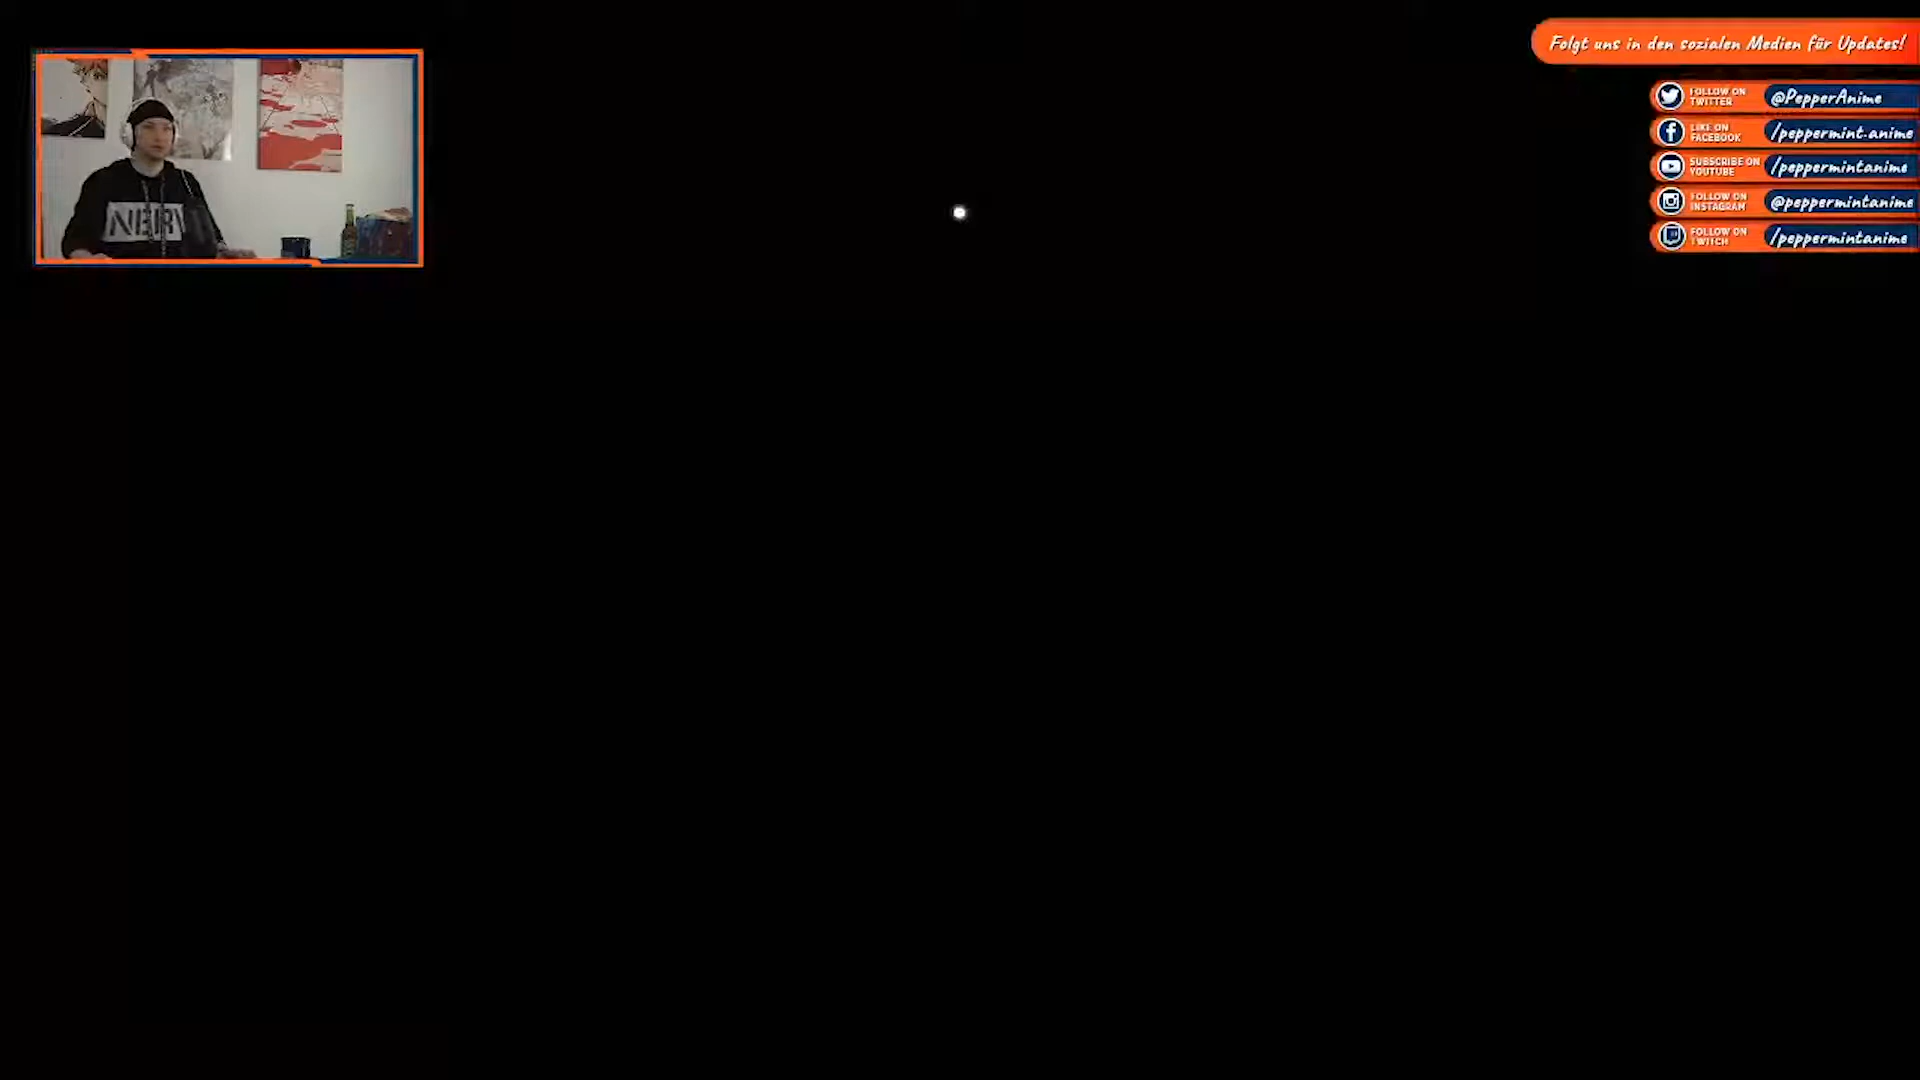 Folgt uns in den sozialen Medien für Updates!
FOLLOW ON
TWITTER
@PepperAnime
LIKE ON
FACEBOOK
/peppermint.anime
SUBSCRIBE ON
YOUTUBE
/peppermintanime
FOLLOW ON
INSTAGRAM
@peppermintanime
FOLLOW ON
TWITCH
/peppermintanime